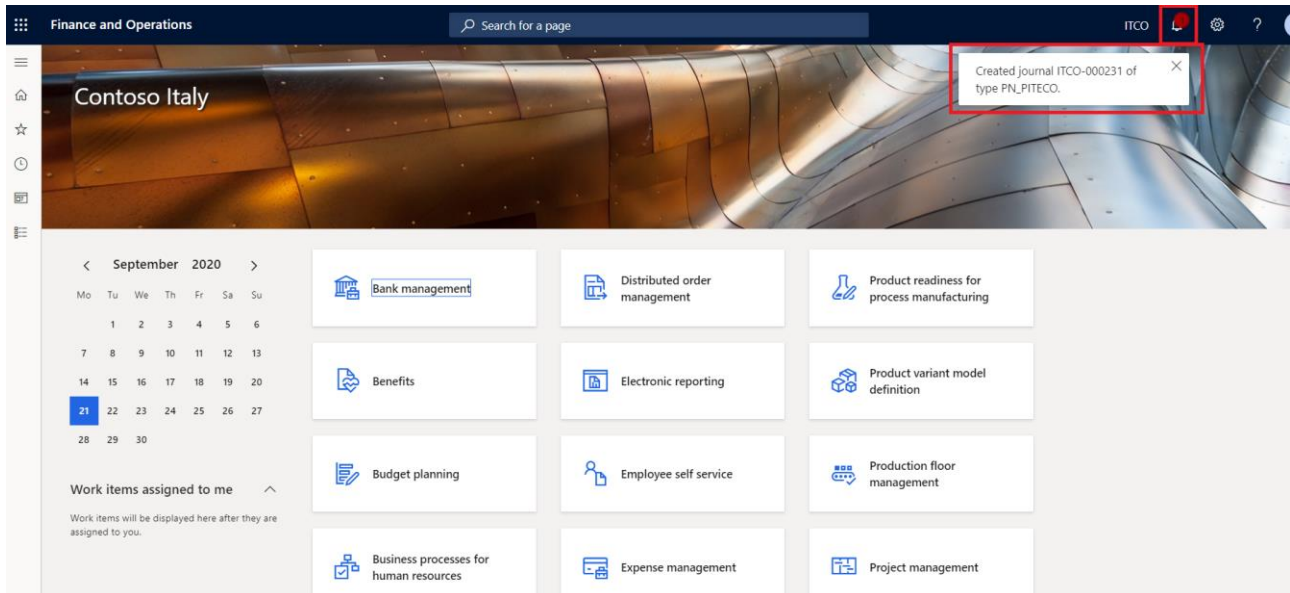 Finance and Operations
Search for a page
ITCO
?
Created journal ITCO-000231 of
type PN_PITECO.
Contoso Italy
September 2020
Mo Tu We Th Fr Sa Su
1 2 3 4 5 6
7 8 9 10 11 12 13
14 15 16 17 18 19 20
21 22 23 24 25 26 27
28 29 30
Work items assigned to me
Work items will be displayed here after they are
assigned to you.
Bank management
Distributed order
management
Product readiness for
process manufacturing
Benefits
Electronic reporting
Product variant model
definition
Budget planning
Employee self service
Production floor
management
Business processes for
human resources
Expense management
Project management